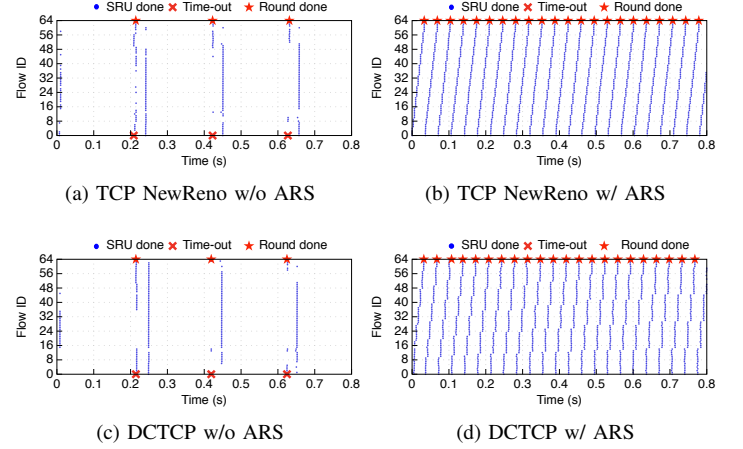 SRU done Time-out Round done
64
56
48
40
32
24
16
8
0
Flow ID
0 0.1 0.2 0.3 0.4 0.5 0.6 0.7 0.8
Time (s)
(a) TCP NewReno w/o ARS
SRU done Time-out Round done
64
56
48
40
32
24
16
8
0
Flow ID
0 0.1 0.2 0.3 0.4 0.5 0.6 0.7 0.8
Time (s)
(b) TCP NewReno w/ ARS
SRU done Time-out Round done
64
56
48
40
32
24
16
8
0
Flow ID
0 0.1 0.2 0.3 0.4 0.5 0.6 0.7 0.8
Time (s)
(c) DCTCP w/o ARS
SRU done Time-out Round done
64
56
48
40
32
24
16
8
0
Flow ID
0 0.1 0.2 0.3 0.4 0.5 0.6 0.7 0.8
Time (s)
(d) DCTCP w/ ARS